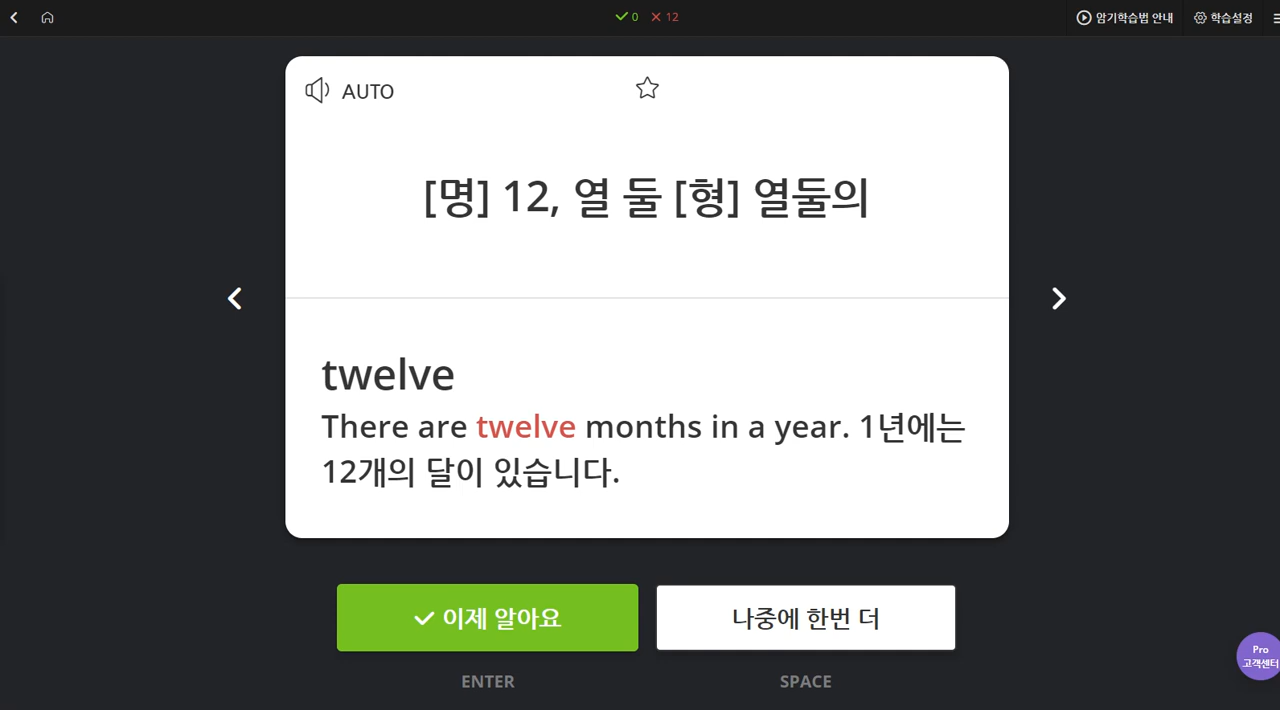 0 12 암기학습법 안내 학습설정
AUTO
[명] 12, 열 둘 [형] 열둘의
twelve
There are twelve months in a year. 1년에는
12개의 달이 있습니다.
이제 알아요 나중에 한번 더
ENTER SPACE
Pro
고객센터